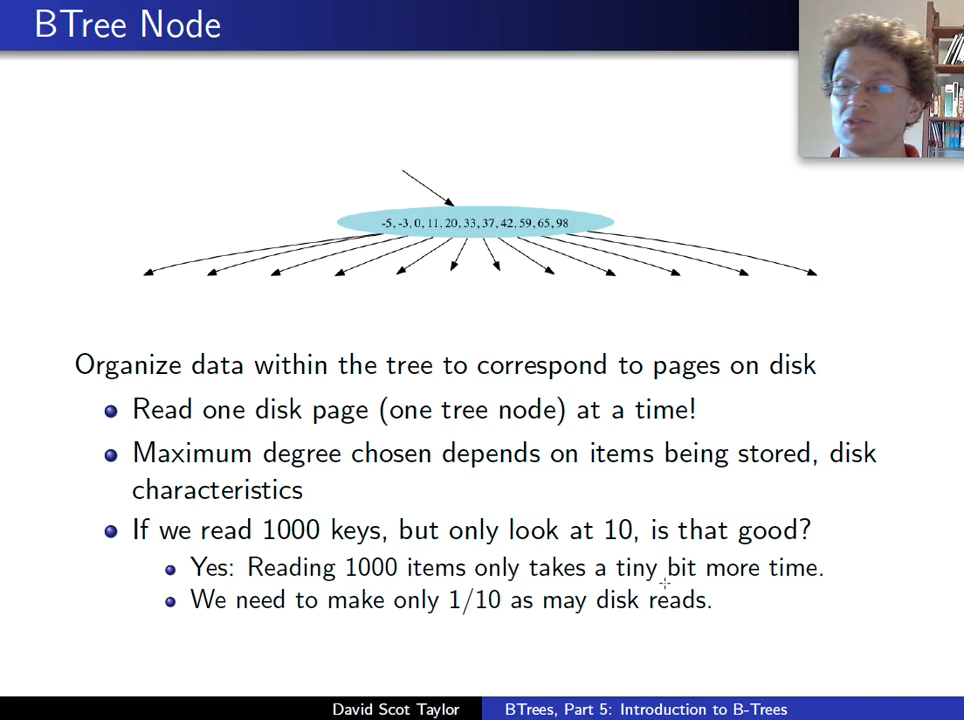 BTree Node
-5, -3, 0, 11, 20, 33, 37, 42, 59, 65, 98
Organize data within the tree to correspond to pages on disk
Read one disk page (one tree node) at a time!
Maximum degree chosen depends on items being stored, disk
characteristics
If we read 1000 keys, but only look at 10, is that good?
Yes: Reading 1000 items only takes a tiny bit more time.
We need to make only 1/10 as may disk reads.
David Scot Taylor
BTrees, Part 5: Introduction to B-Trees